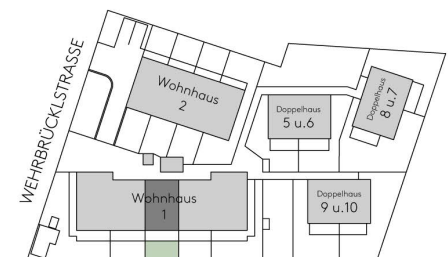 WEHRBRÜCKLSTRASSE
Wohnhaus
2
Doppelhaus
5 u.6
Doppelhaus
8 u.7
Wohnhaus
1
Doppelhaus
9 u.10